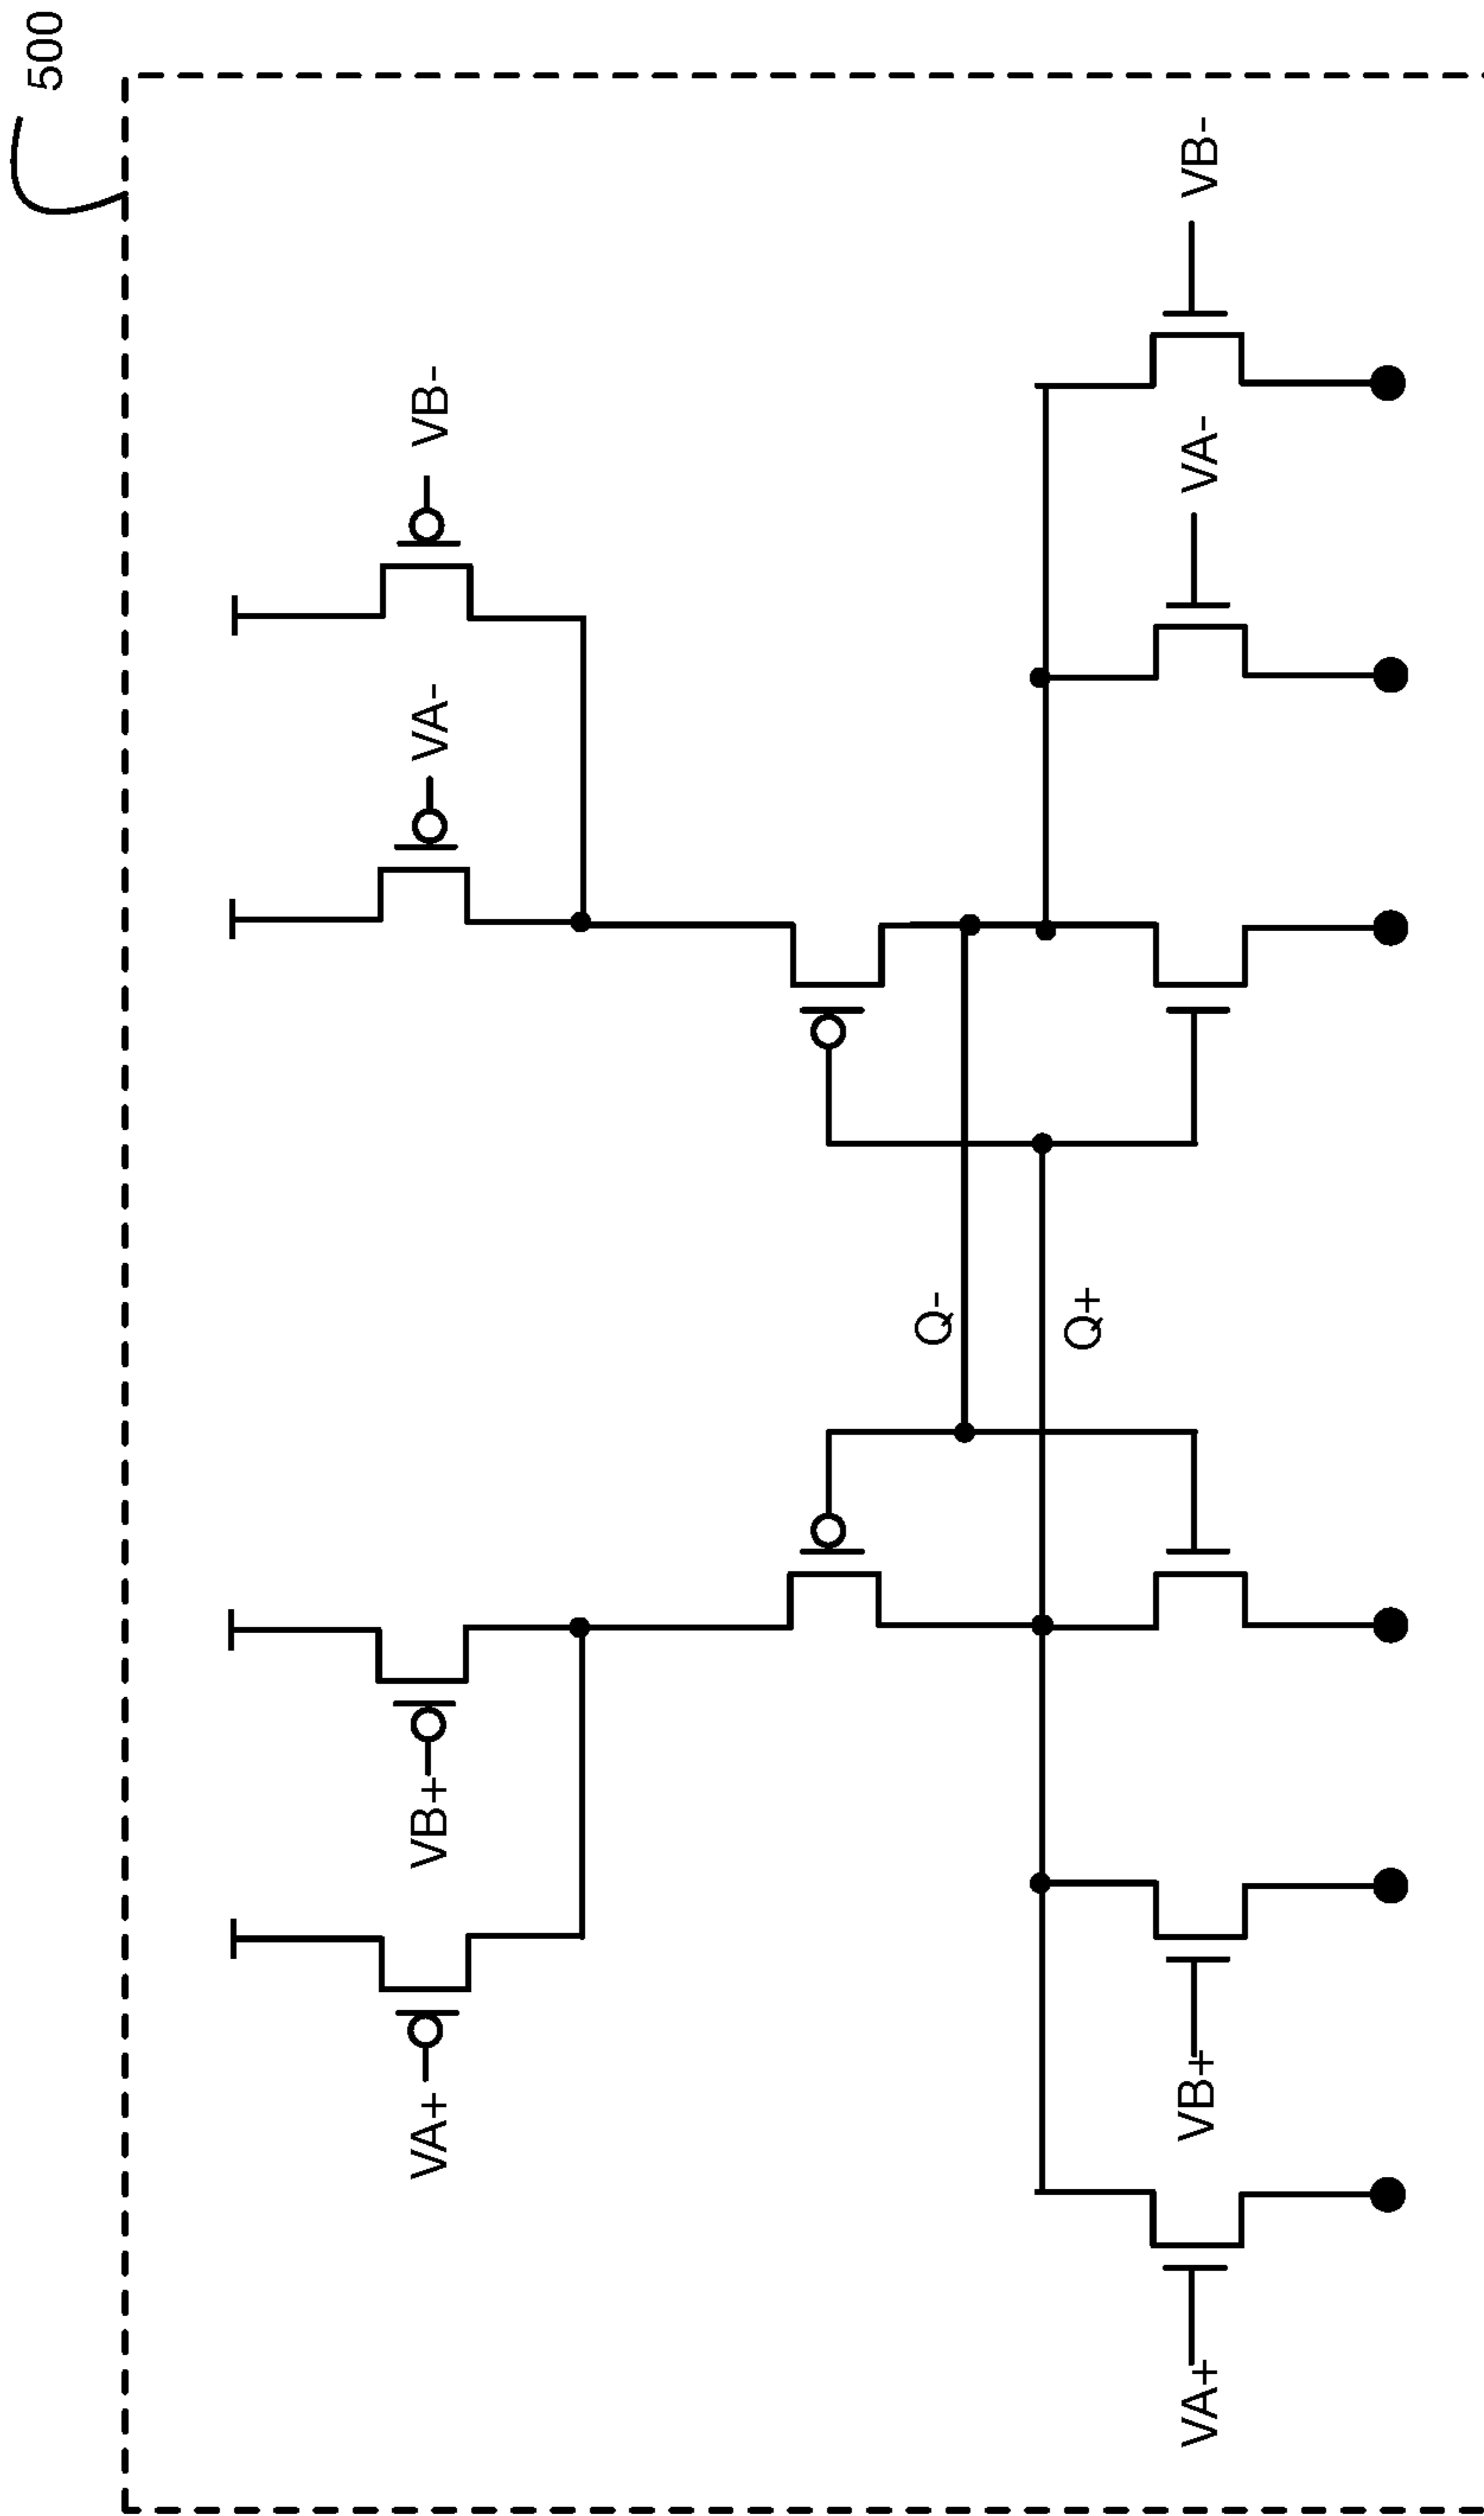 500
VA+
VB+
VA-
VB-
Q-
Q+
VA+
VB+
VA-
VB-